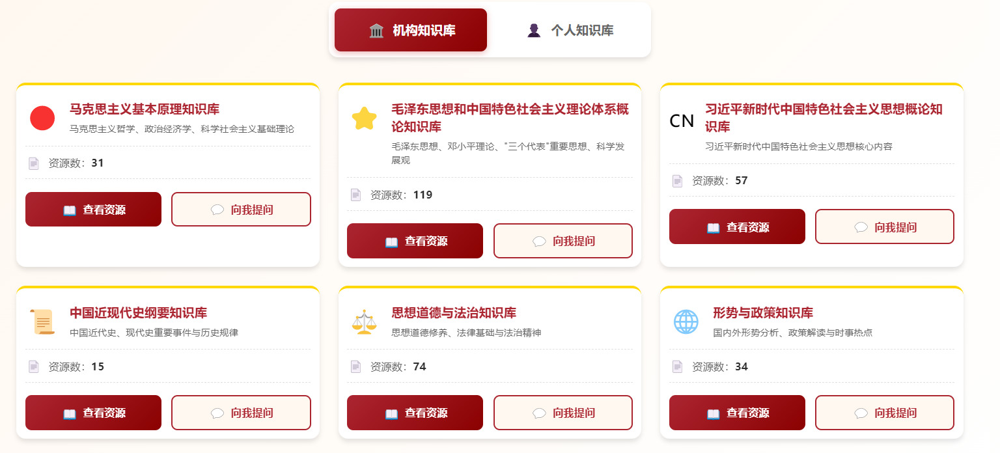 机构知识库
个人知识库
马克思主义基本原理知识库
马克思主义哲学、政治经济学、科学社会主义基础理论
资源数：31
查看资源
向我提问
毛泽东思想和中国特色社会主义理论体系概
论知识库
毛泽东思想、邓小平理论、"三个代表"重要思想、科学发
展观
资源数：119
查看资源
向我提问
CN
习近平新时代中国特色社会主义思想概论知
识库
习近平新时代中国特色社会主义思想核心内容
资源数：57
查看资源
向我提问
中国近现代史纲要知识库
中国近代史、现代史重要事件与历史规律
资源数：15
查看资源
向我提问
思想道德与法治知识库
思想道德修养、法律基础与法治精神
资源数：74
查看资源
向我提问
形势与政策知识库
国内外形势分析、政策解读与时事热点
资源数：34
查看资源
向我提问